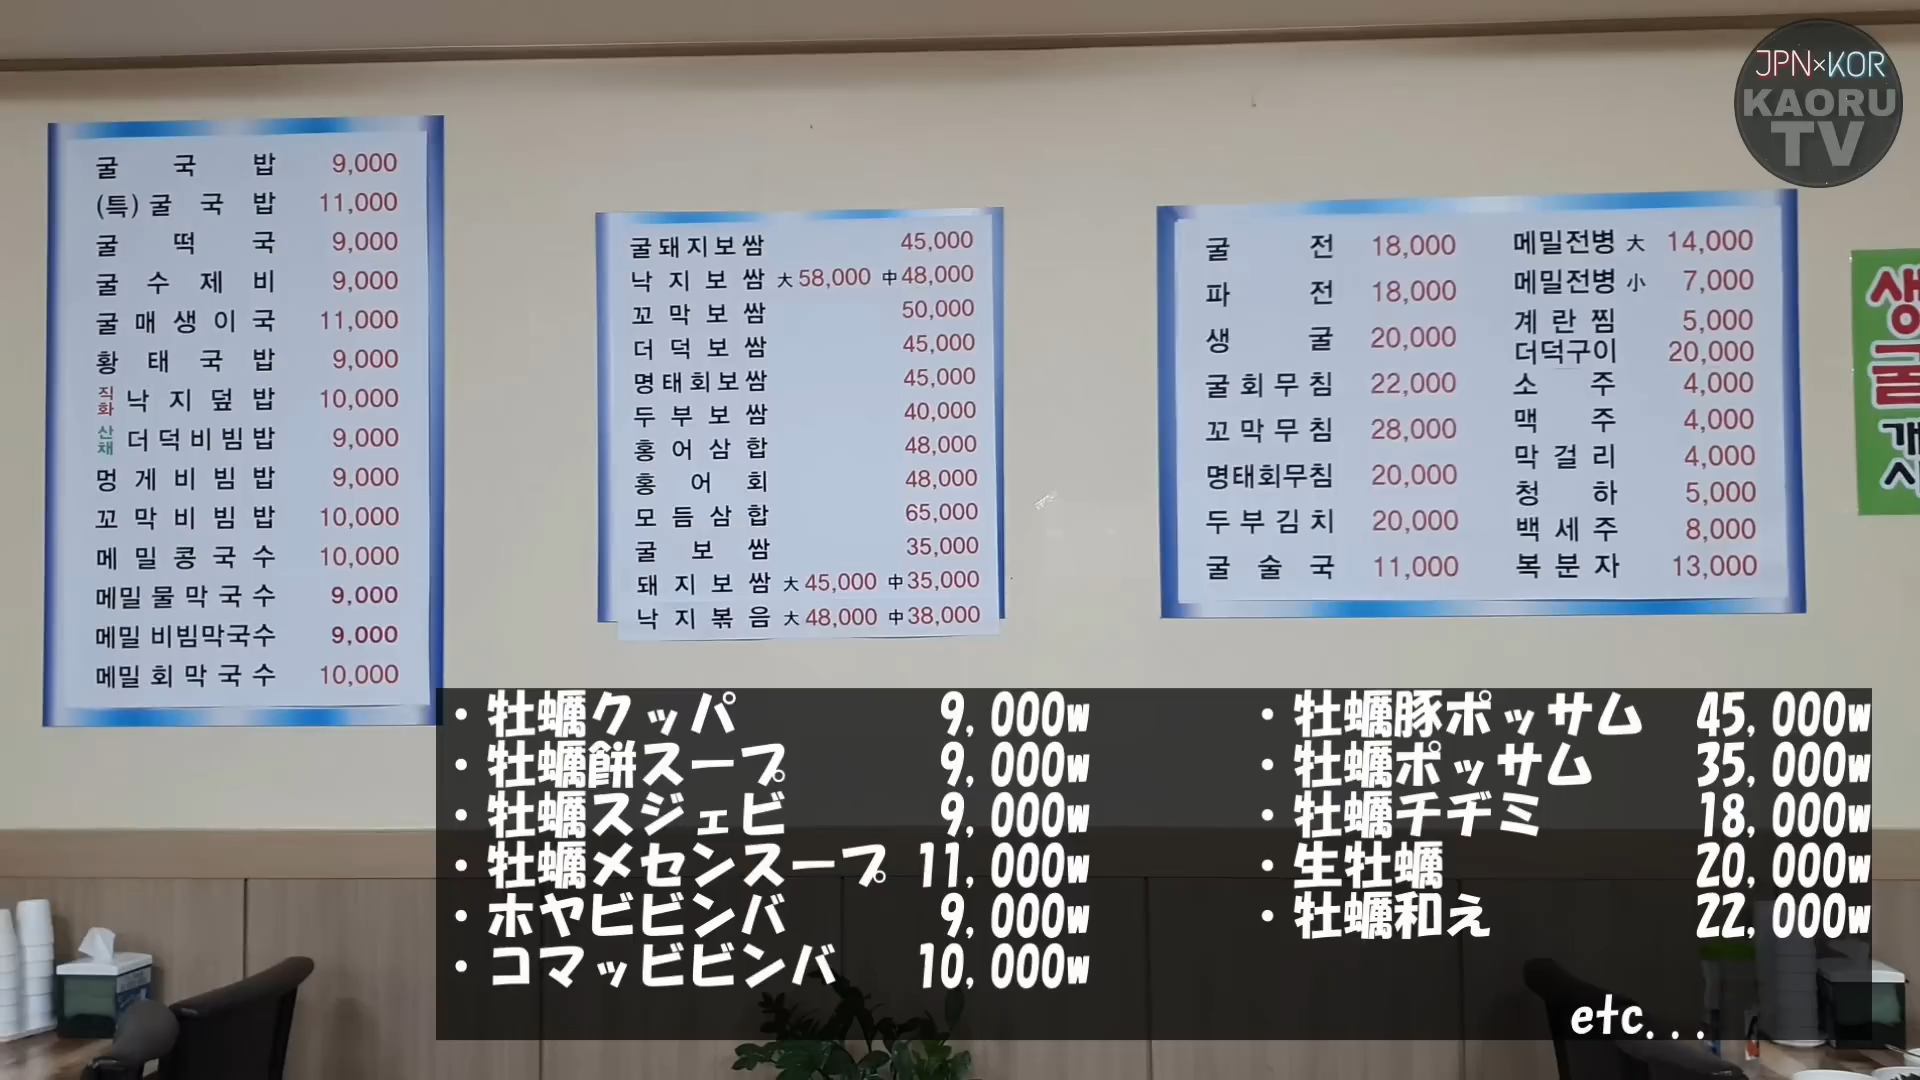 JPN×KOR
KAORU
TV
굴국밥 9,000
(특)굴국밥 11,000
굴떡국 9,000
굴수제비 9,000
굴매생이국 11,000
황태국밥 9,000
직화 낙지덮밥 10,000
산채 더덕비빔밥 9,000
멍게비빔밥 9,000
꼬막비빔밥 10,000
메밀콩국수 10,000
메밀물막국수 9,000
메밀비빔막국수 9,000
메밀회막국수 10,000
굴돼지보쌈 45,000
낙지보쌈 大58,000 中48,000
꼬막보쌈 50,000
더덕보쌈 45,000
명태회보쌈 45,000
두부보쌈 40,000
홍어삼합 48,000
홍어회 48,000
모듬삼합 65,000
굴보쌈 35,000
돼지보쌈 大45,000 中35,000
낙지볶음 大48,000 中38,000
굴전 18,000
파전 18,000
생굴 20,000
굴회무침 22,000
꼬막무침 28,000
명태회무침 20,000
두부김치 20,000
굴술국 11,000
메밀전병 大 14,000
메밀전병 小 7,000
계란찜 5,000
더덕구이 20,000
소주 4,000
맥주 4,000
막걸리 4,000
청하 5,000
백세주 8,000
복분자 13,000
생
굴
개
시
・牡蠣クッパ 9,000w
・牡蠣餅スープ 9,000w
・牡蠣スジェビ 9,000w
・牡蠣メセンスープ 11,000w
・ホヤビビンバ 9,000w
・コマッビビンバ 10,000w
・牡蠣豚ポッサム 45,000w
・牡蠣ポッサム 35,000w
・牡蠣チヂミ 18,000w
・生牡蠣 20,000w
・牡蠣和え 22,000w
etc...